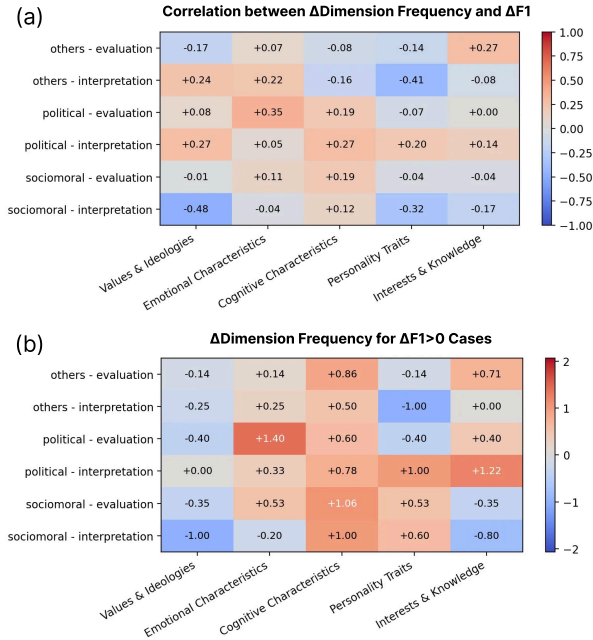 (a)
Correlation between ΔDimension Frequency and ΔF1
others - evaluation -0.17 +0.07 -0.08 -0.14 +0.27
others - interpretation +0.24 +0.22 -0.16 -0.41 -0.08
political - evaluation +0.08 +0.35 +0.19 -0.07 +0.00
political - interpretation +0.27 +0.05 +0.27 +0.20 +0.14
sociomoral - evaluation -0.01 +0.11 +0.19 -0.04 -0.04
sociomoral - interpretation -0.48 -0.04 +0.12 -0.32 -0.17
Values & Ideologies
Emotional Characteristics
Cognitive Characteristics
Personality Traits
Interests & Knowledge
1.00
0.75
0.50
0.25
0.00
−0.25
−0.50
−0.75
−1.00
(b)
ΔDimension Frequency for ΔF1>0 Cases
others - evaluation -0.14 +0.14 +0.86 -0.14 +0.71
others - interpretation -0.25 +0.25 +0.50 -1.00 +0.00
political - evaluation -0.40 +1.40 +0.60 -0.40 +0.40
political - interpretation +0.00 +0.33 +0.78 +1.00 +1.22
sociomoral - evaluation -0.35 +0.53 +1.06 +0.53 -0.35
sociomoral - interpretation -1.00 -0.20 +1.00 +0.60 -0.80
Values & Ideologies
Emotional Characteristics
Cognitive Characteristics
Personality Traits
Interests & Knowledge
2
1
0
−1
−2